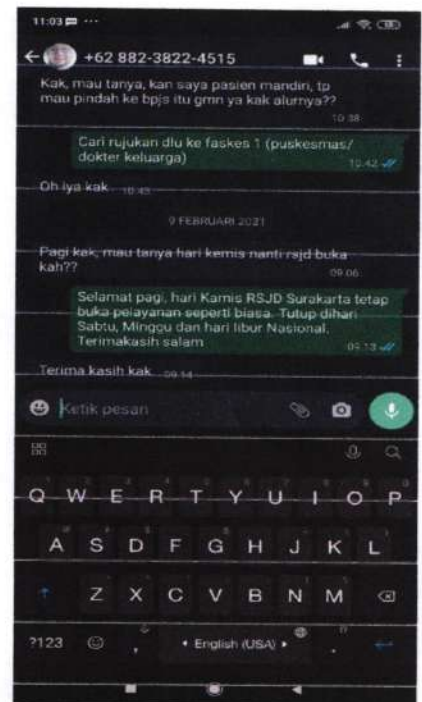 11:03
+62 882-3822-4515
Kak, mau tanya, kan saya pasien mandiri, tp
mau pindah ke bpjs itu gmn ya kak alurnya??
10.38
Cari rujukan dlu ke faskes 1 (puskesmas/
dokter keluarga)
10.42
Oh iya kak 10.43
9 FEBRUARI 2021
Pagi kak, mau tanya hari kemis nanti rsjd buka
kah??
09.06
Selamat pagi, hari Kamis RSJD Surakarta tetap
buka pelayanan seperti biasa. Tutup dihari
Sabtu, Minggu dan hari libur Nasional.
Terimakasih salam
09.13
Terima kasih kak 09.14
Ketik pesan
Q W E R T Y U I O P
A S D F G H J K L
Z X C V B N M
?123 , English (USA) .